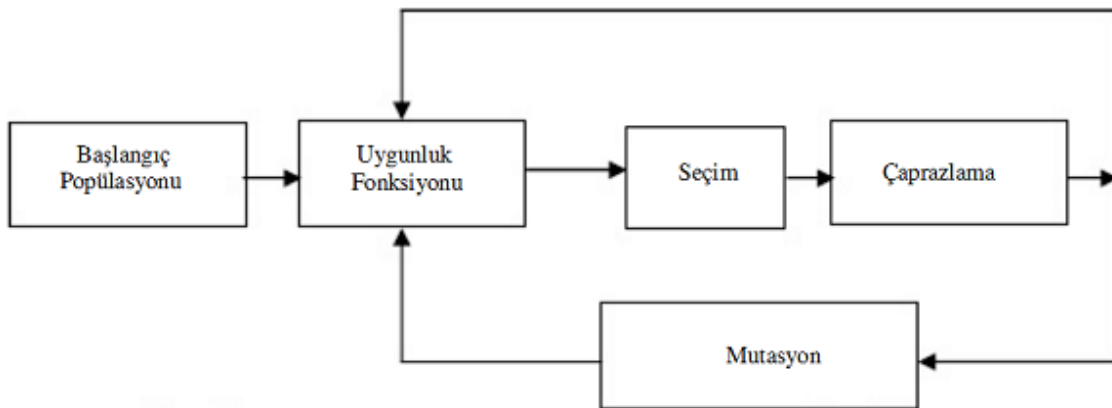 Başlangıç
Popülasyonu
Uygunluk
Fonksiyonu
Seçim
Çaprazlama
Mutasyon